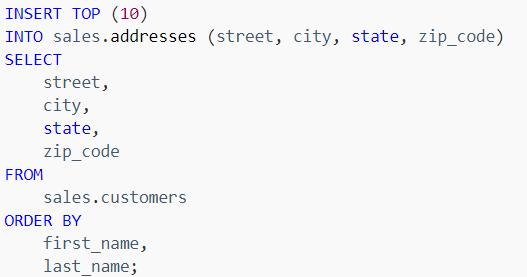 INSERT TOP (10)
INTO sales.addresses (street, city, state, zip_code)
SELECT
    street,
    city,
    state,
    zip_code
FROM
    sales.customers
ORDER BY
    first_name,
    last_name;